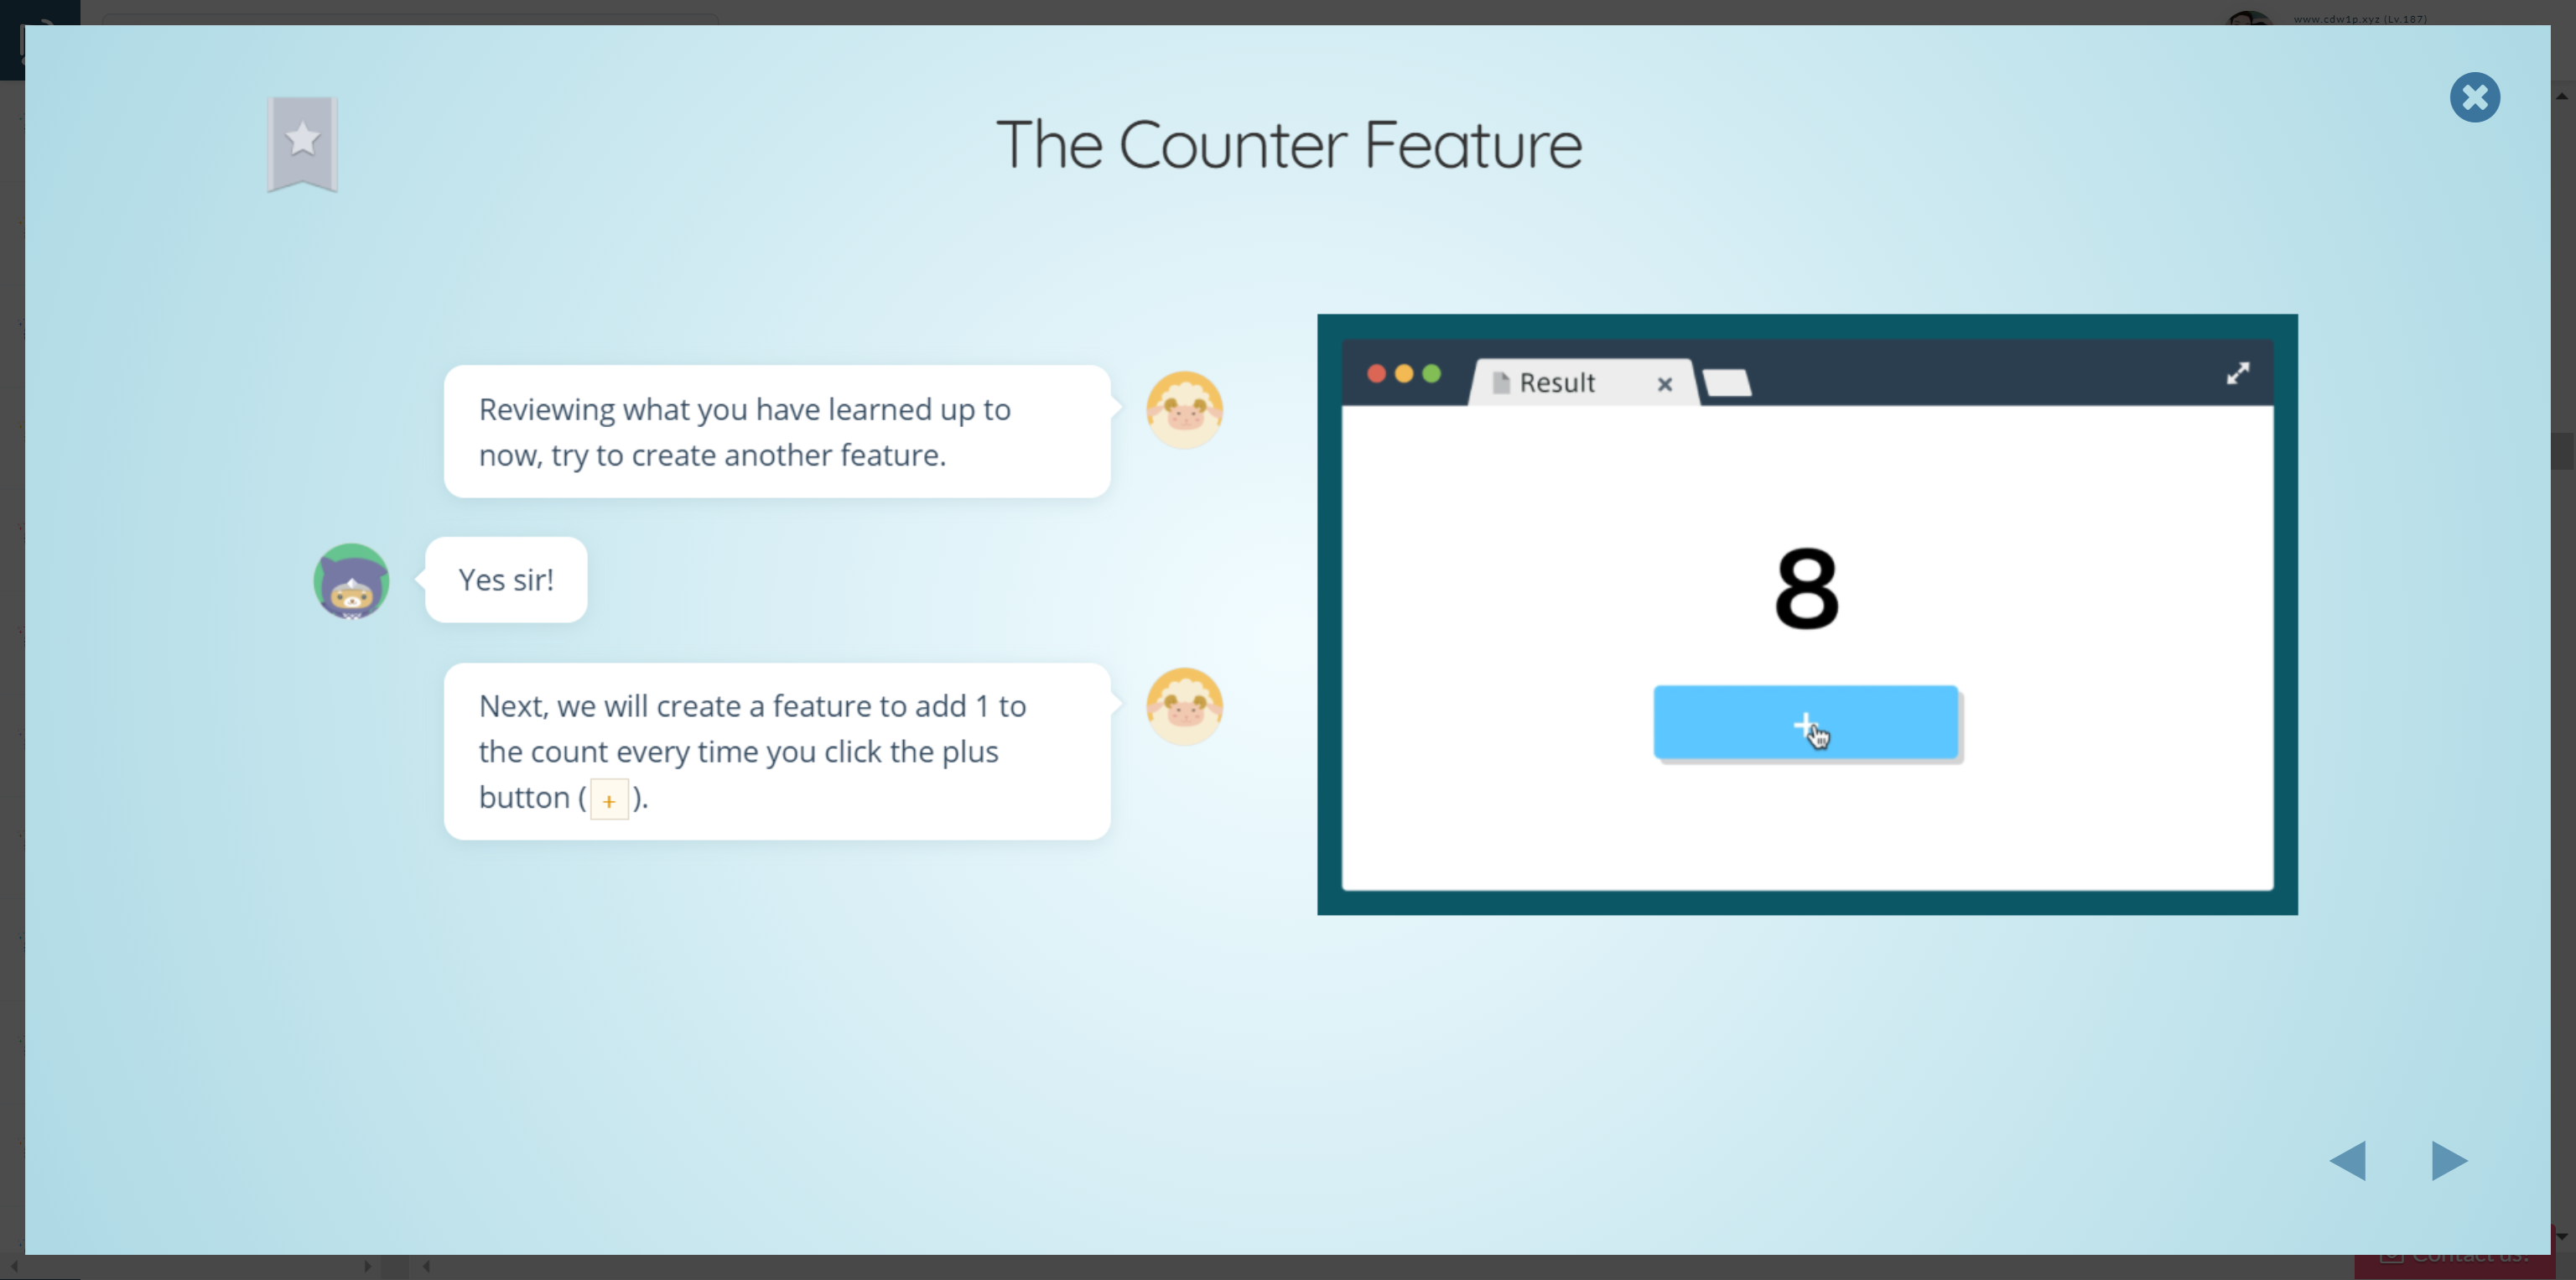 www.cdw1p.xyz (Lv.187)
The Counter Feature
Reviewing what you have learned up to
now, try to create another feature.
Yes sir!
Next, we will create a feature to add 1 to
the count every time you click the plus
button ( + ).
Result
8
+
Contact us!